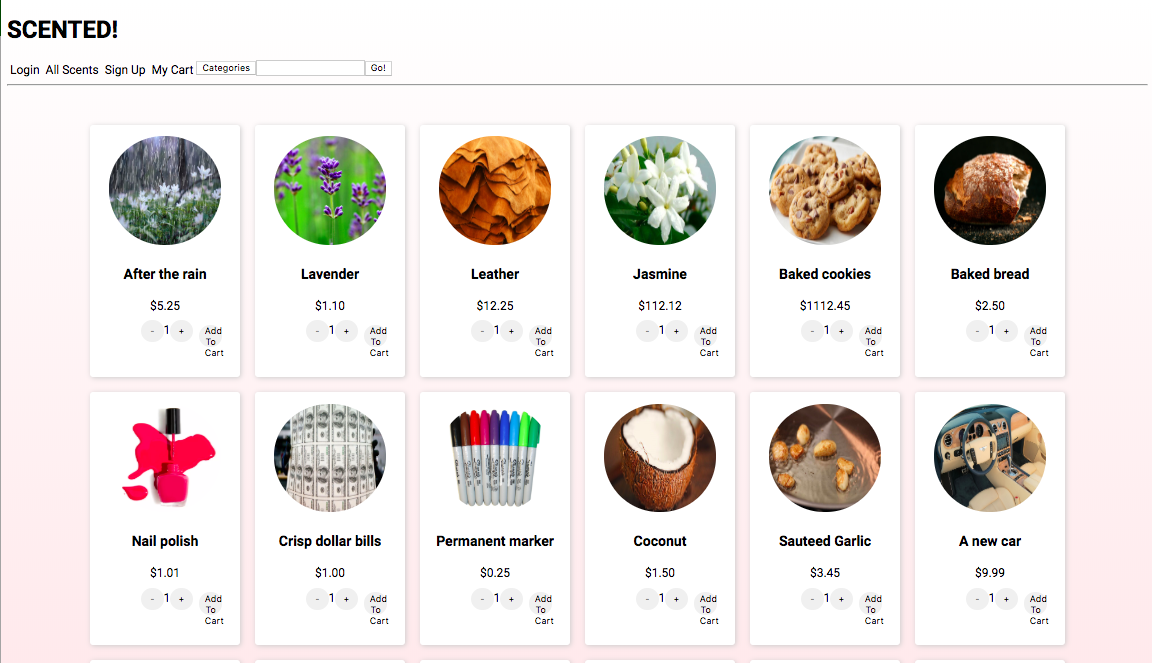 SCENTED!
Login All Scents Sign Up My Cart Categories Go!
After the rain Lavender Leather Jasmine Baked cookies Baked bread
$5.25 $1.10 $12.25 $112.12 $1112.45 $2.50
- 1 + Add - 1 + Add - 1 + Add - 1 + Add - 1 + Add - 1 + Add
To To To To To To
Cart Cart Cart Cart Cart Cart
Nail polish Crisp dollar bills Permanent marker Coconut Sauteed Garlic A new car
$1.01 $1.00 $0.25 $1.50 $3.45 $9.99
- 1 + Add - 1 + Add - 1 + Add - 1 + Add - 1 + Add - 1 + Add
To To To To To To
Cart Cart Cart Cart Cart Cart